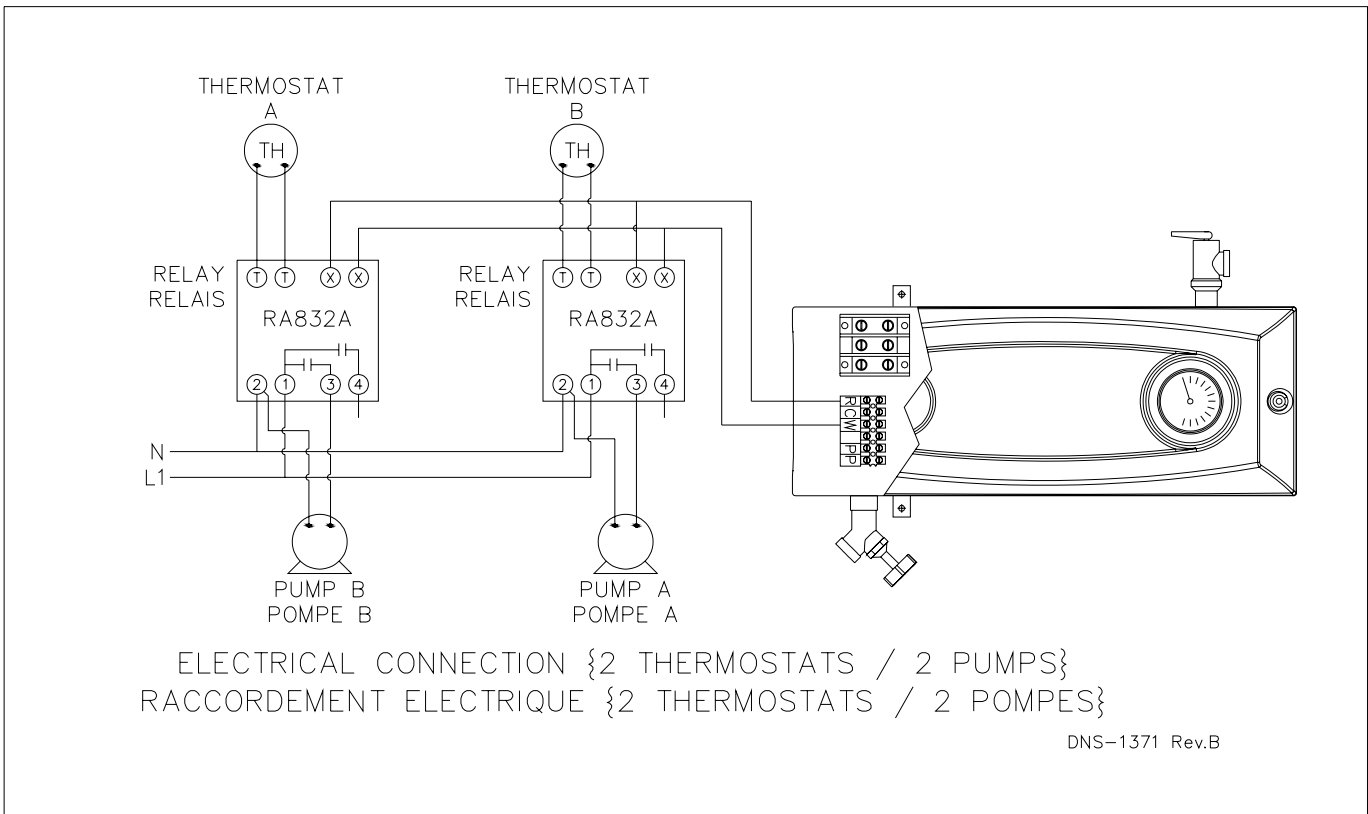 THERMOSTAT
A
TH
THERMOSTAT
B
TH
RELAY
RELAIS
T T X X
RA832A
2 1 3 4
RELAY
RELAIS
T T X X
RA832A
2 1 3 4
R
C
W
P
P
N
L1
PUMP B
POMPE B
PUMP A
POMPE A
ELECTRICAL CONNECTION {2 THERMOSTATS / 2 PUMPS}
RACCORDEMENT ELECTRIQUE {2 THERMOSTATS / 2 POMPES}
DNS-1371 Rev.B